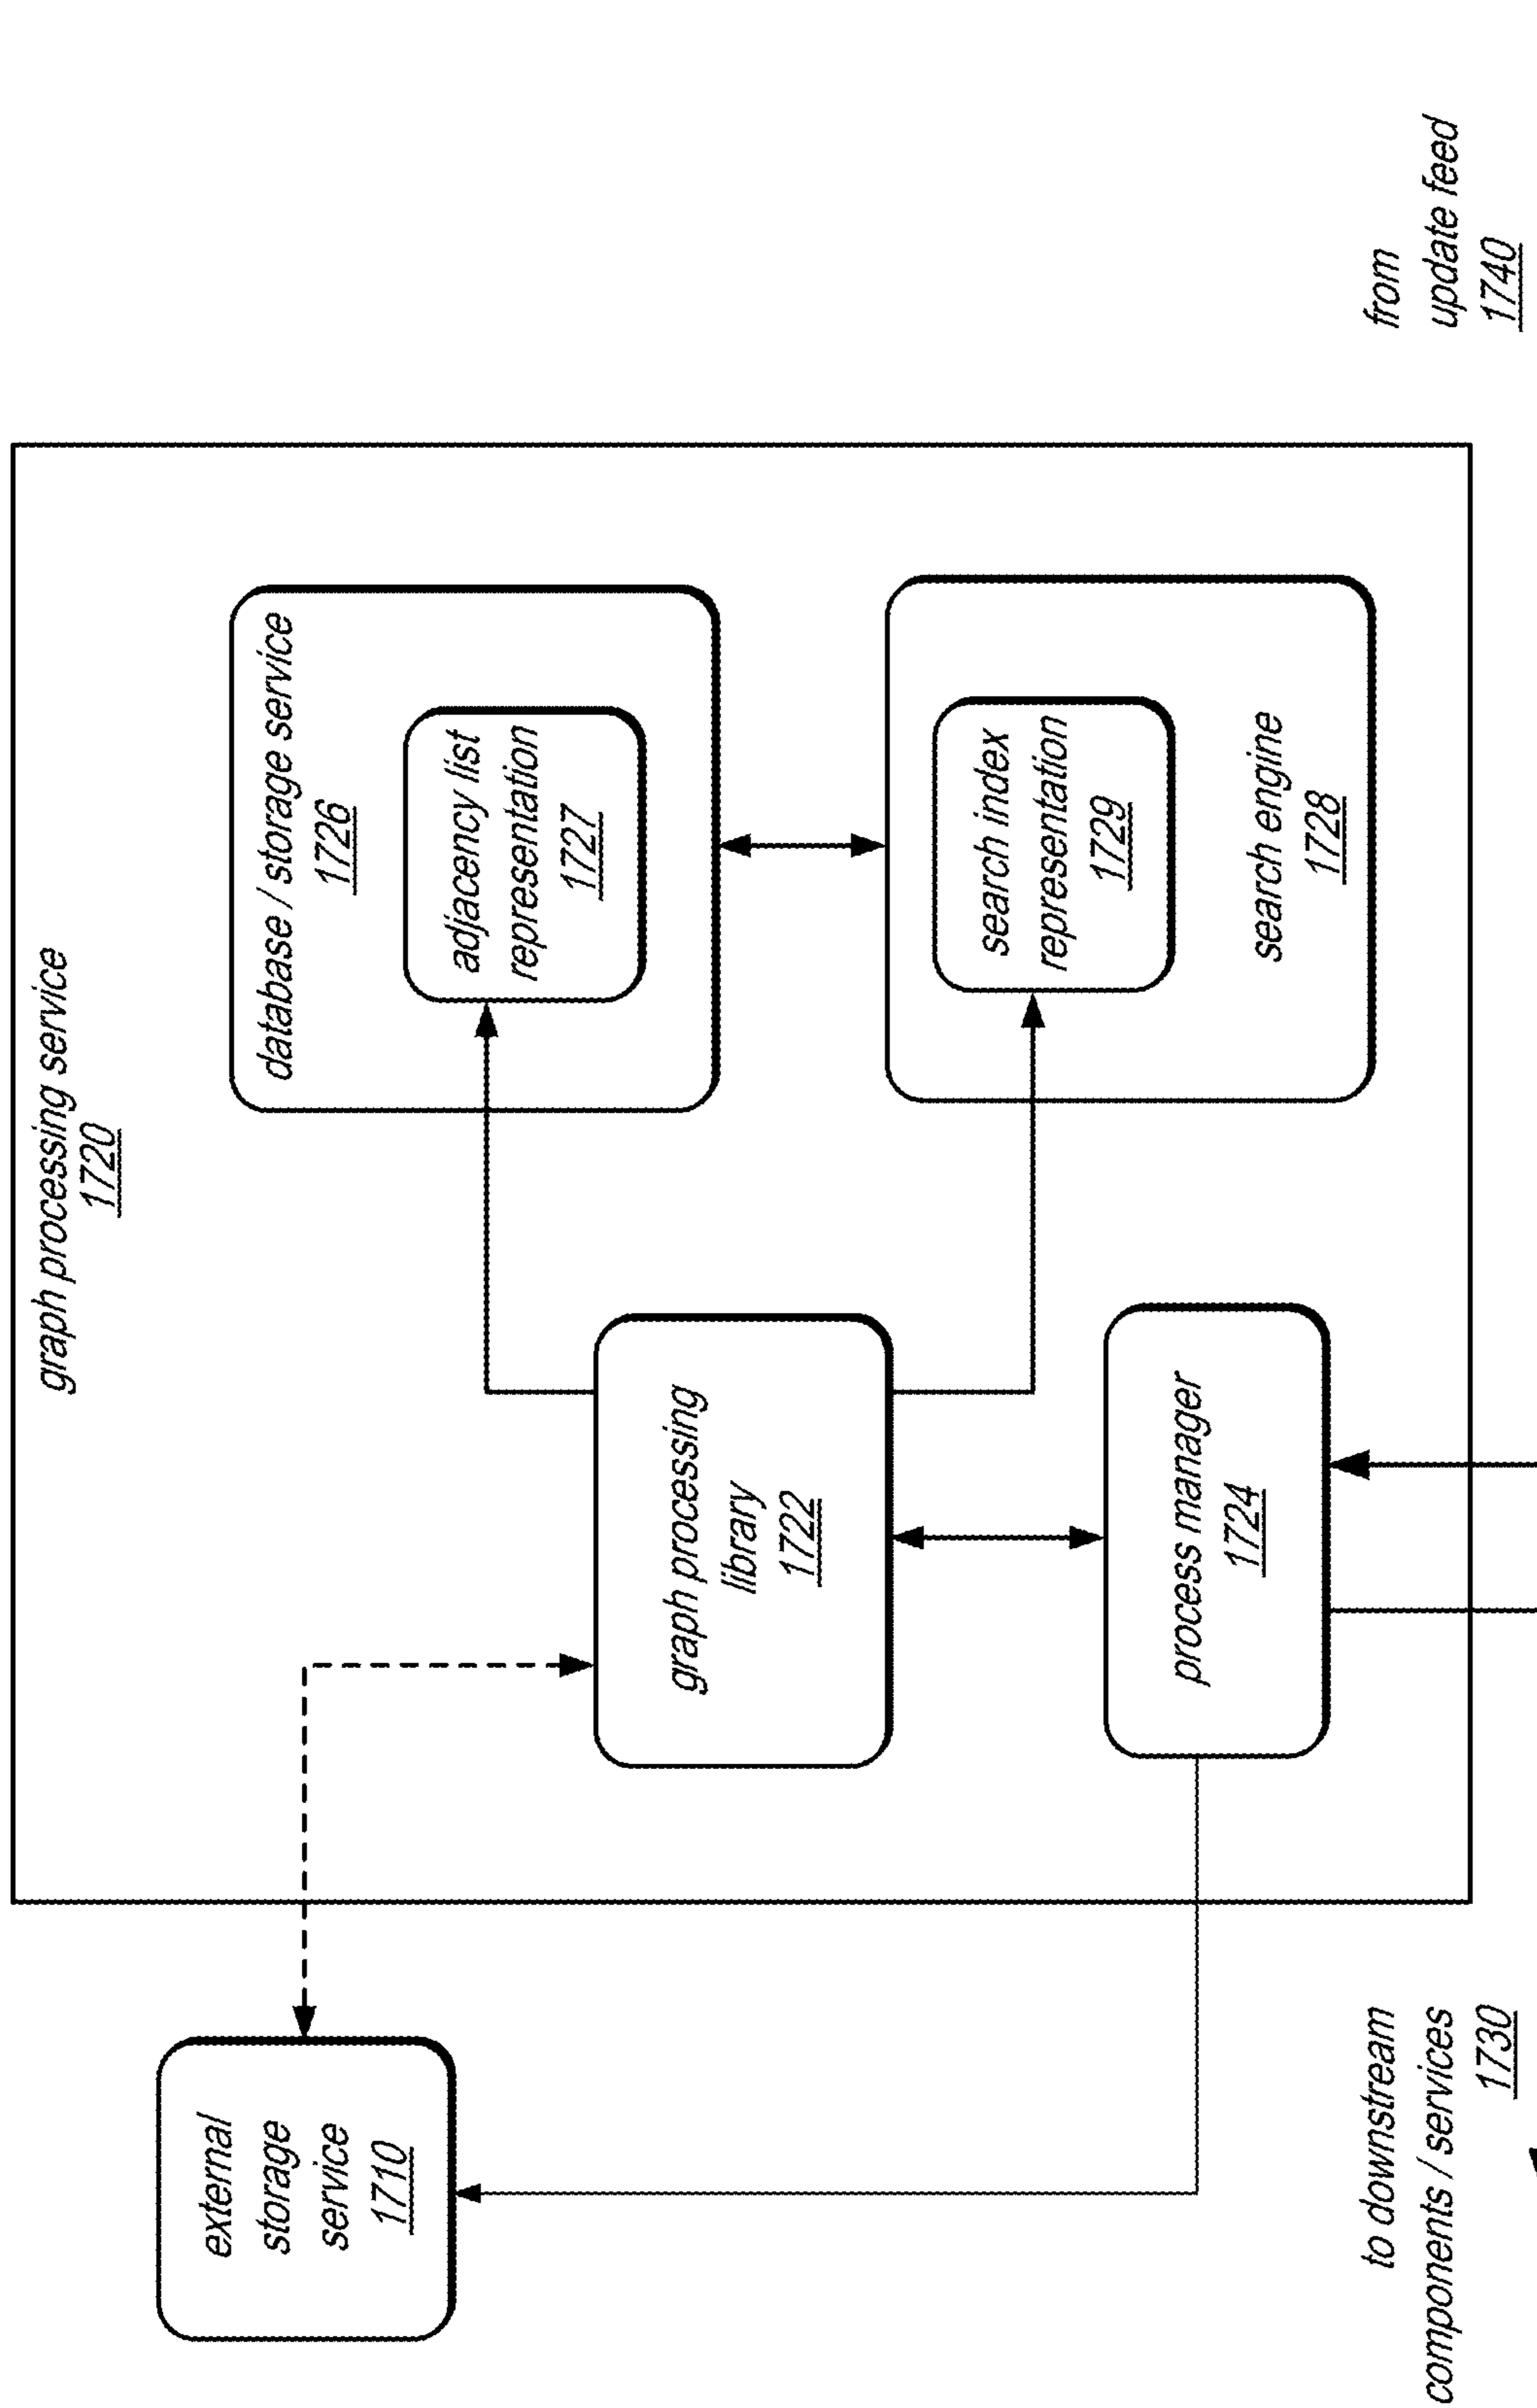 graph processing service
1720
external
storage
service
1710
database / storage service
1726
adjacency list
representation
1727
graph processing
library
1722
search index
representation
1729
search engine
1728
process manager
1724
to downstream
components / services
1730
from
update feed
1740